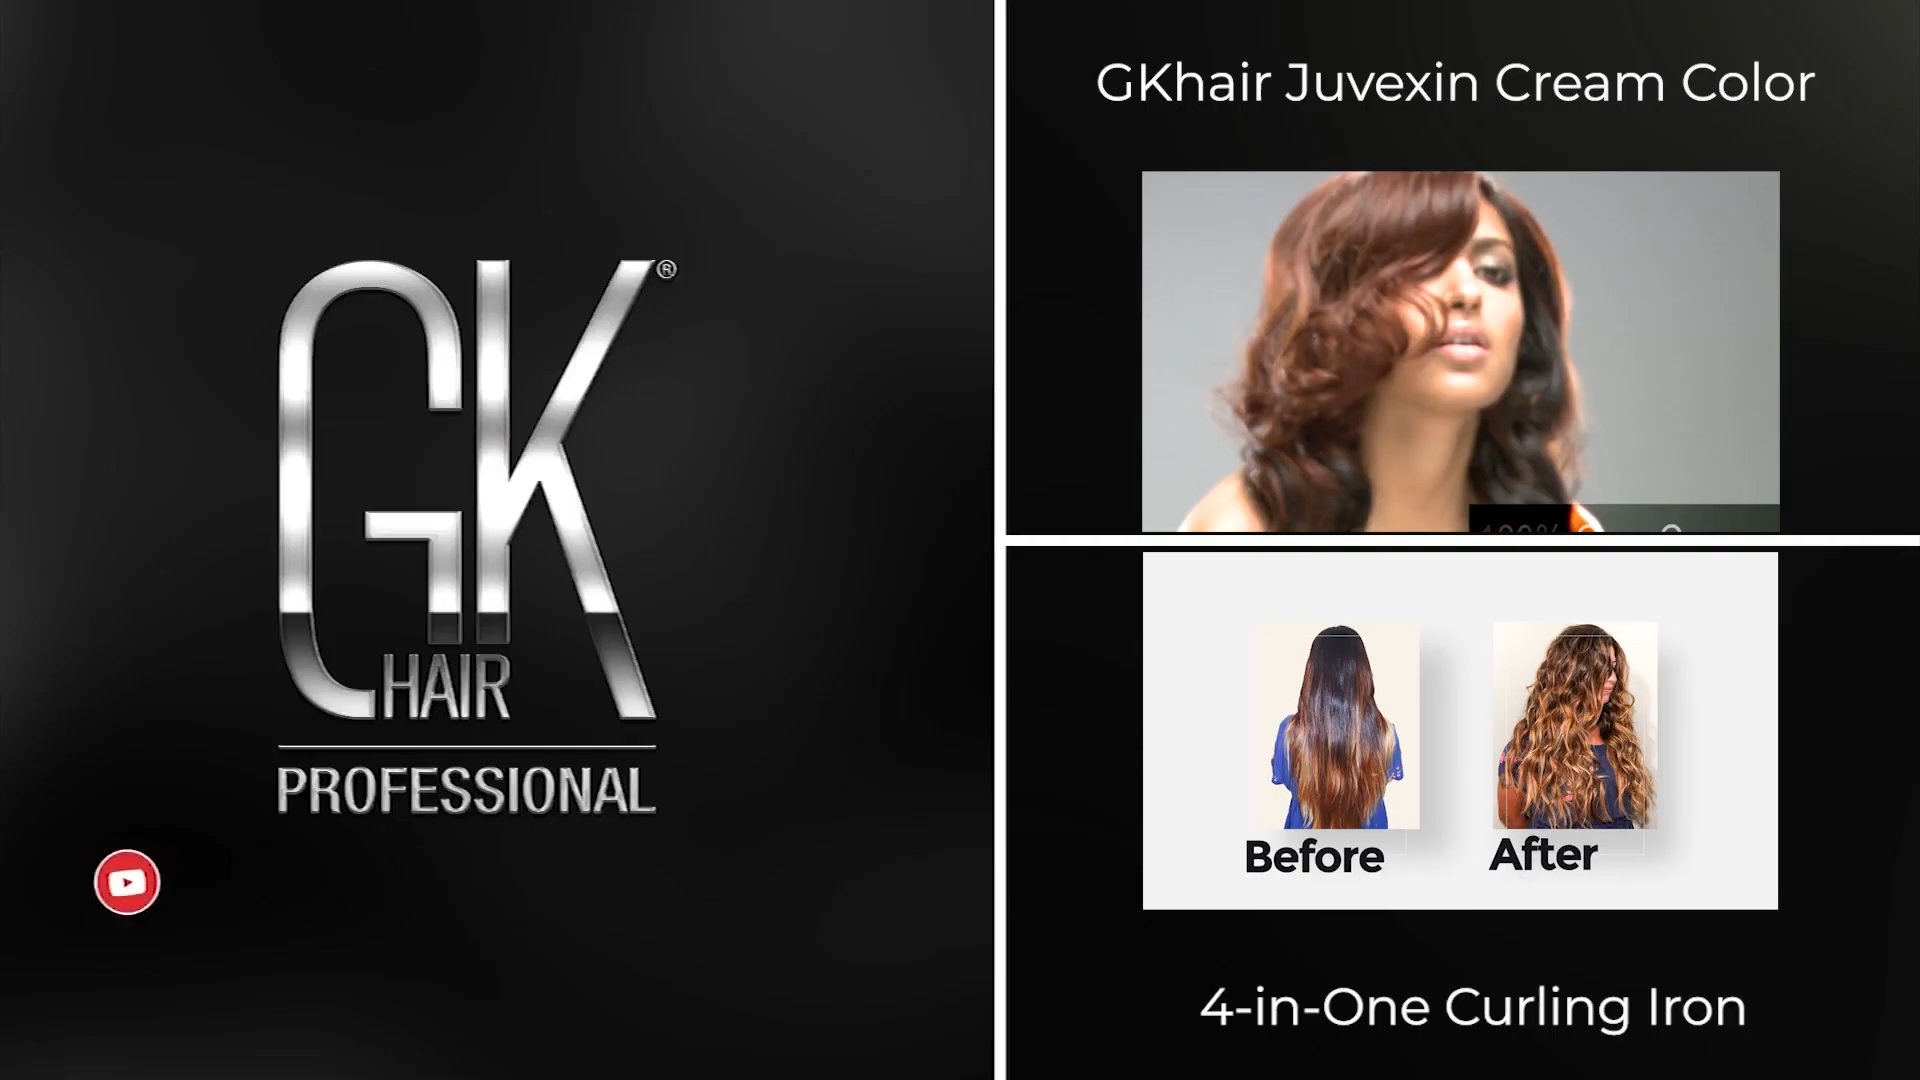 GK®
HAIR
PROFESSIONAL
GKhair Juvexin Cream Color
Before
After
4-in-One Curling Iron